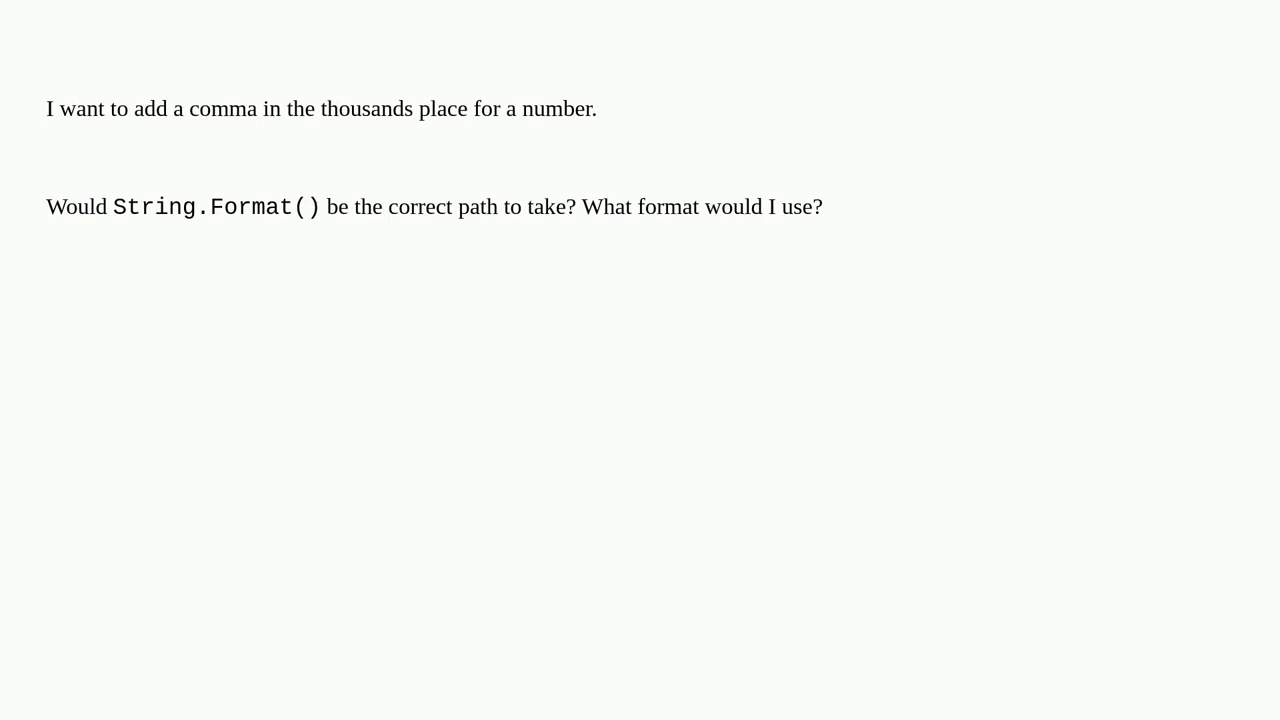 I want to add a comma in the thousands place for a number.
Would String.Format() be the correct path to take? What format would I use?